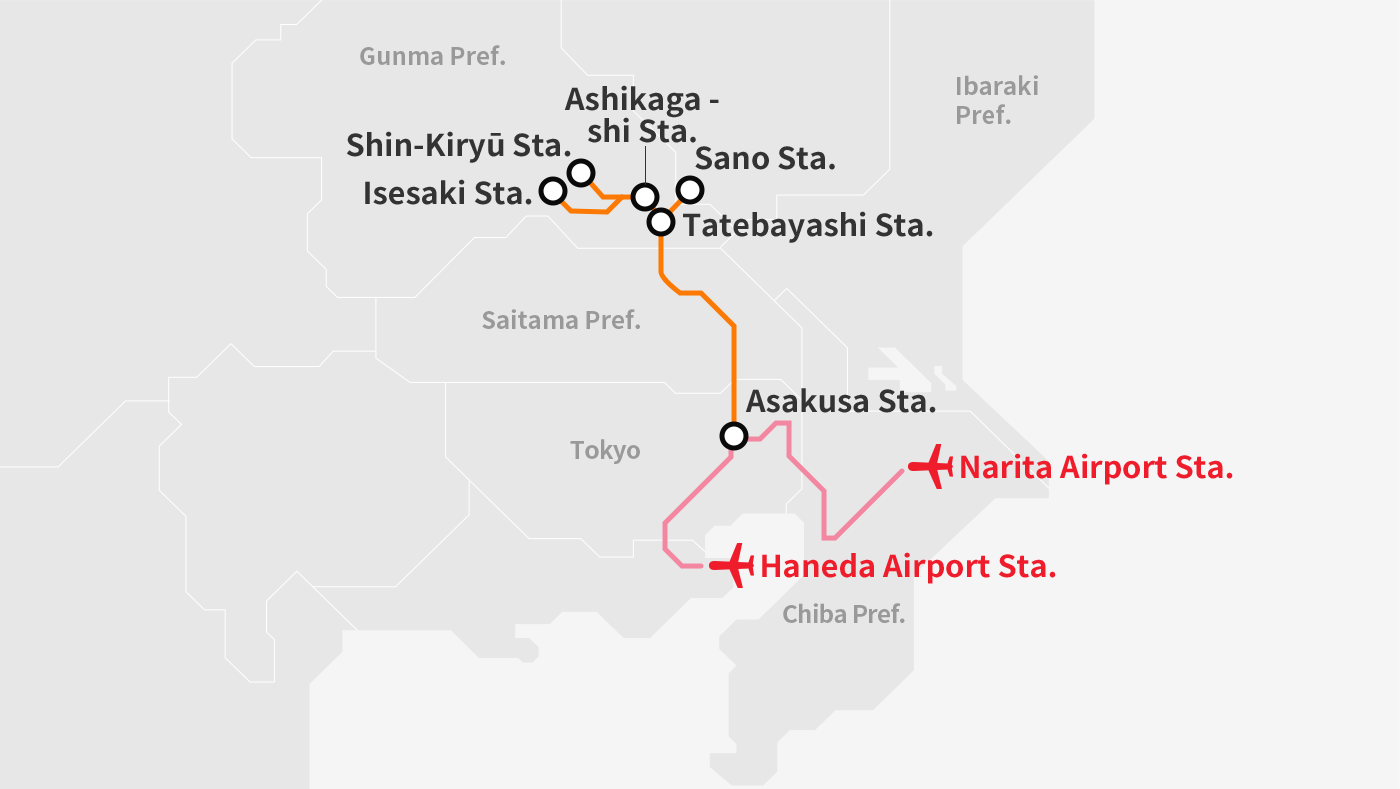 Gunma Pref.
Ibaraki
Pref.
Ashikaga -
shi Sta.
Shin-Kiryū Sta.
Sano Sta.
Isesaki Sta.
Tatebayashi Sta.
Saitama Pref.
Asakusa Sta.
Tokyo
Narita Airport Sta.
Haneda Airport Sta.
Chiba Pref.